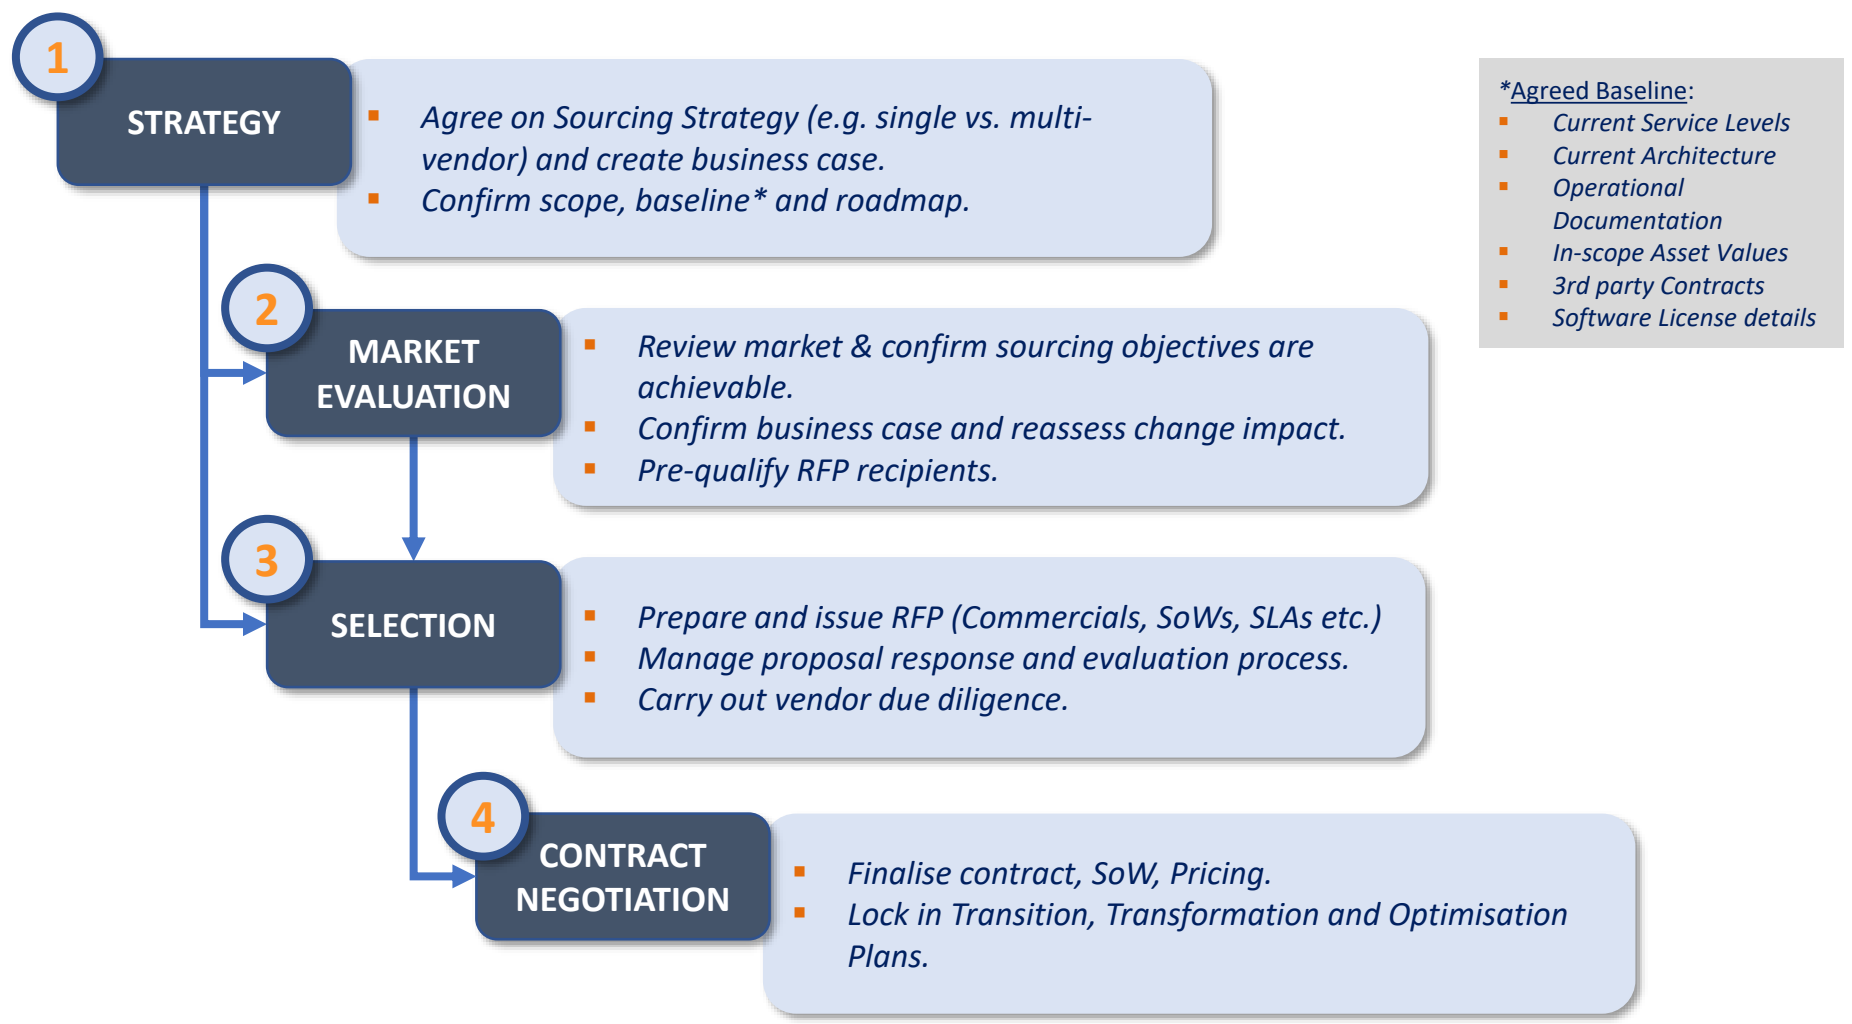 1
STRATEGY
▪ Agree on Sourcing Strategy (e.g. single vs. multi-
vendor) and create business case.
▪ Confirm scope, baseline* and roadmap.
*Agreed Baseline:
▪ Current Service Levels
▪ Current Architecture
▪ Operational
Documentation
▪ In-scope Asset Values
▪ 3rd party Contracts
▪ Software License details
2
MARKET
EVALUATION
▪ Review market & confirm sourcing objectives are
achievable.
▪ Confirm business case and reassess change impact.
▪ Pre-qualify RFP recipients.
3
SELECTION
▪ Prepare and issue RFP (Commercials, SoWs, SLAs etc.)
▪ Manage proposal response and evaluation process.
▪ Carry out vendor due diligence.
4
CONTRACT
NEGOTIATION
▪ Finalise contract, SoW, Pricing.
▪ Lock in Transition, Transformation and Optimisation
Plans.